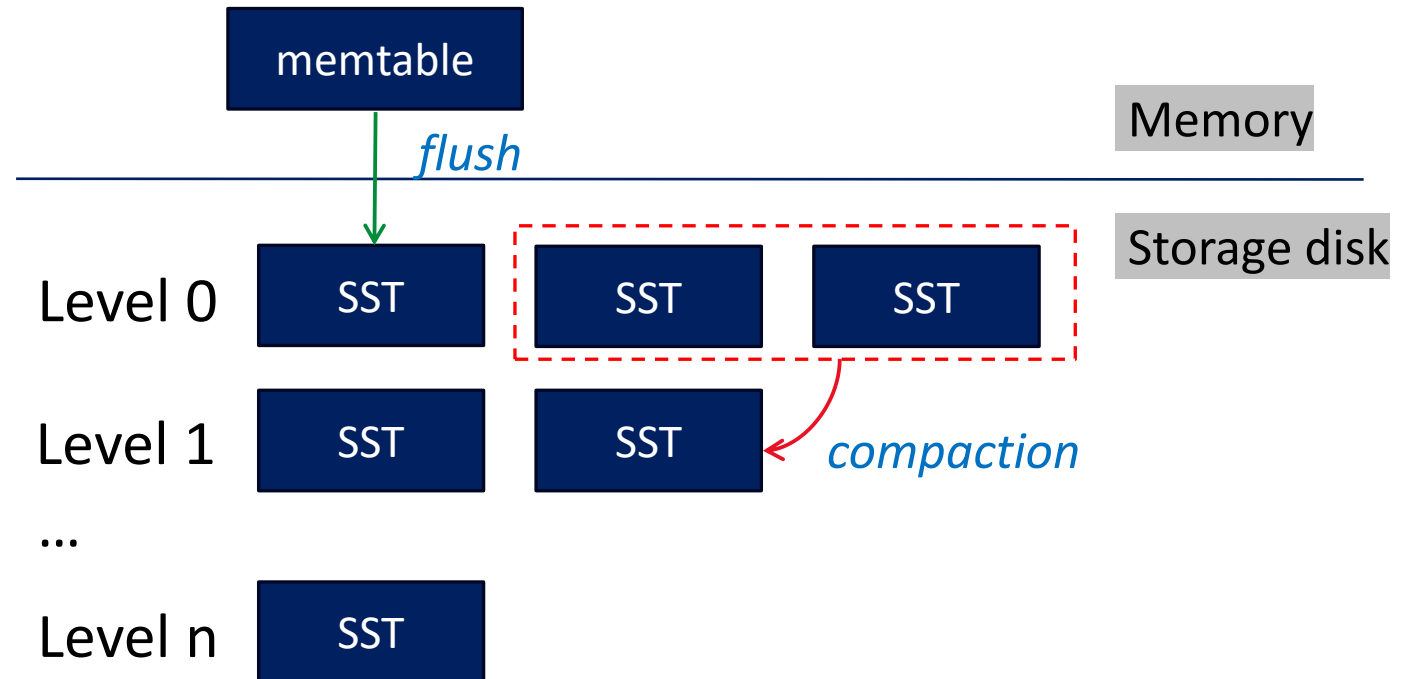 memtable
Memory
flush
Storage disk
Level 0 SST SST SST
Level 1 SST SST
compaction
...
Level n SST